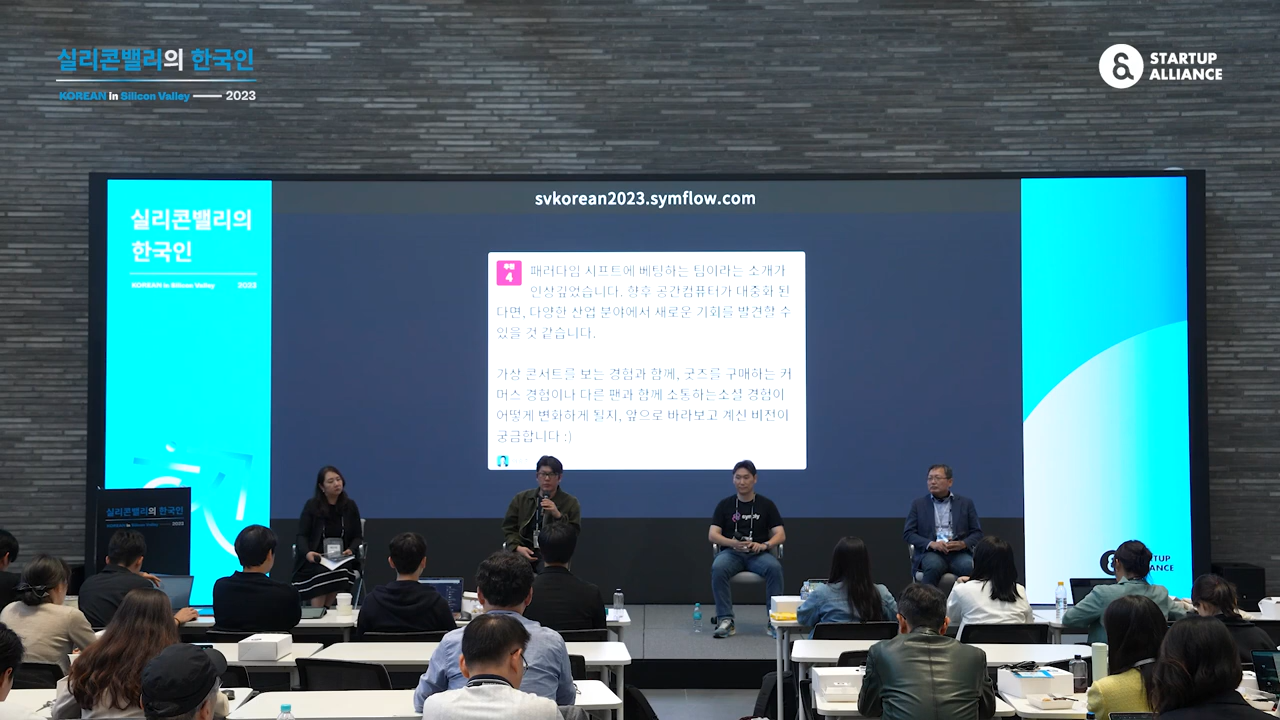 실리콘밸리의 한국인
KOREAN in Silicon Valley 2023
STARTUP
ALLIANCE
svkorean2023.symflow.com
실리콘밸리의
한국인
KOREAN in Silicon Valley 2023
4
패러다임 시프트에 베팅하는 팀이라는 소개가
인상깊었습니다. 향후 공간컴퓨터가 대중화 된
다면, 다양한 산업 분야에서 새로운 기회를 발견할 수
있을 것 같습니다.
가상 콘서트를 보는 경험과 함께, 굿즈를 구매하는 커
머스 경험이나 다른 팬과 함께 소통하는소셜 경험이
어떻게 변화하게 될지, 앞으로 바라보고 계신 비전이
궁금합니다 :)
실리콘밸리의 한국인
KOREAN in Silicon Valley 2023